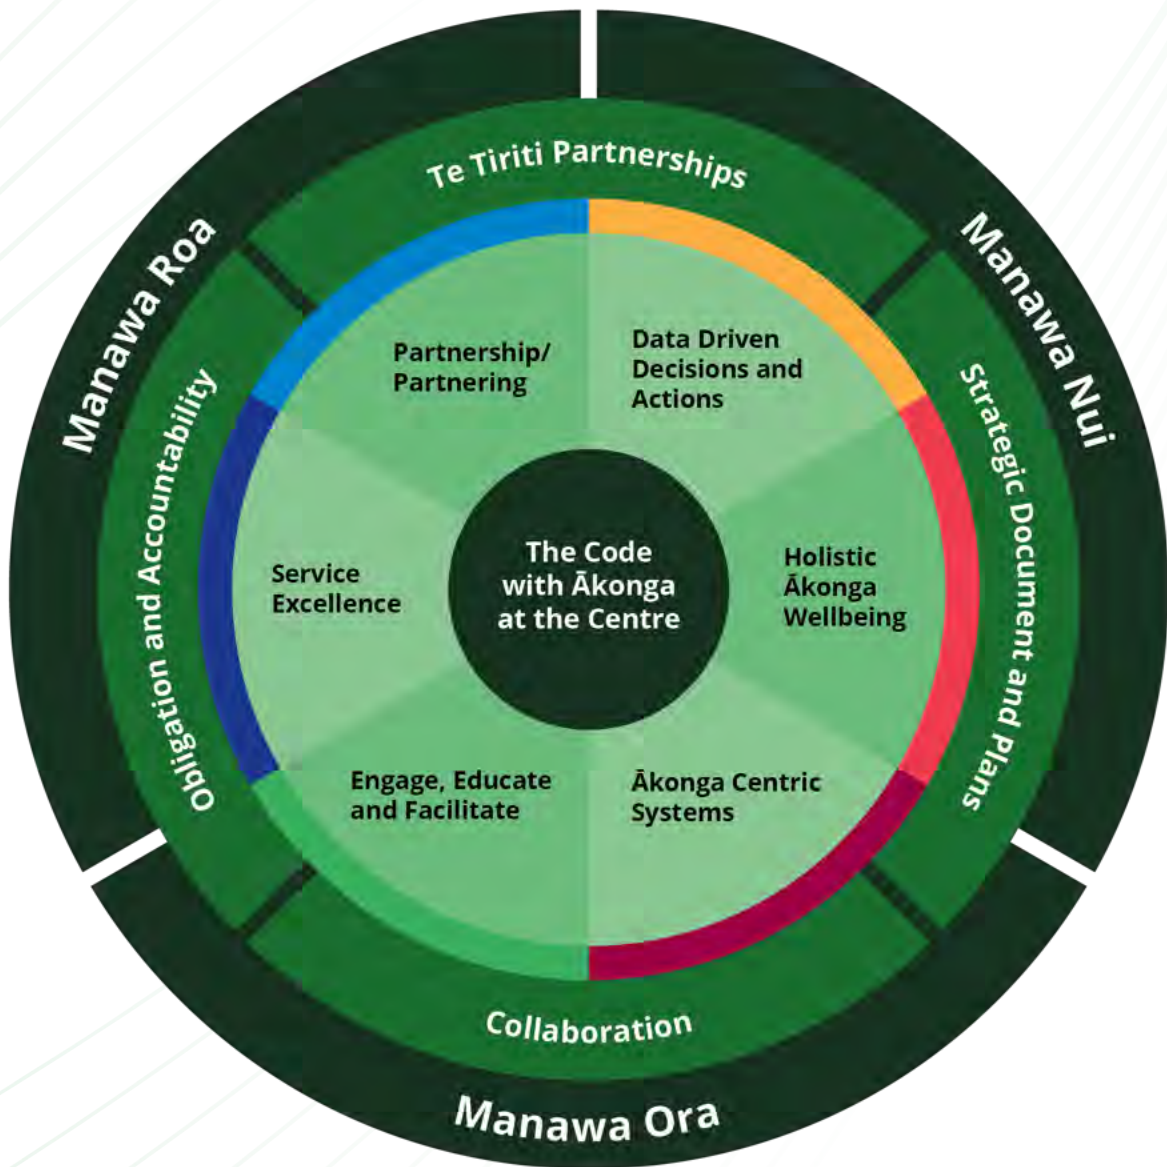 Manawa Roa
Manawa Nui
Manawa Ora
Te Tiriti Partnerships
Strategic Document and Plans
Collaboration
Obligation and Accountability
Partnership/
Partnering
Data Driven
Decisions and
Actions
Holistic
Ākonga
Wellbeing
Ākonga Centric
Systems
Engage, Educate
and Facilitate
Service
Excellence
The Code
with Ākonga
at the Centre